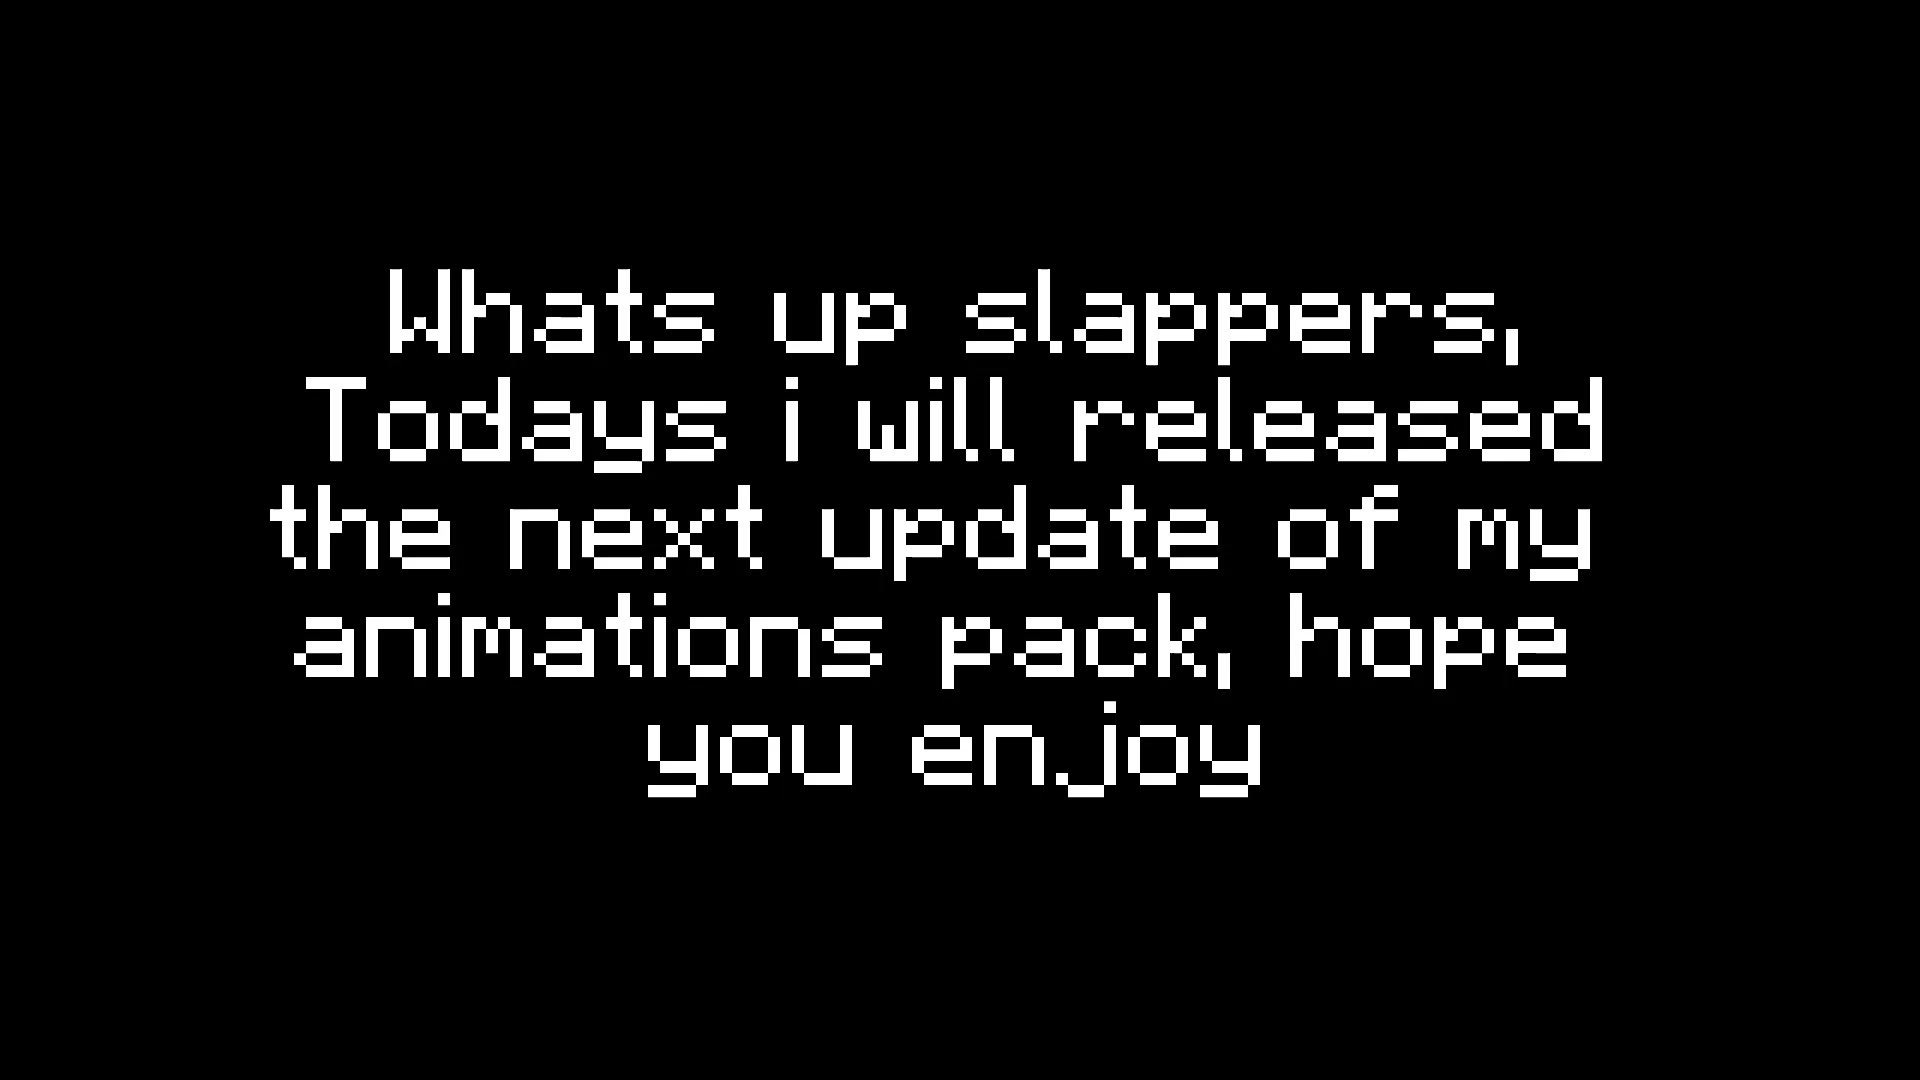 Whats up slappers,
Todays i will released
the next update of my
animations pack, hope
you enjoy